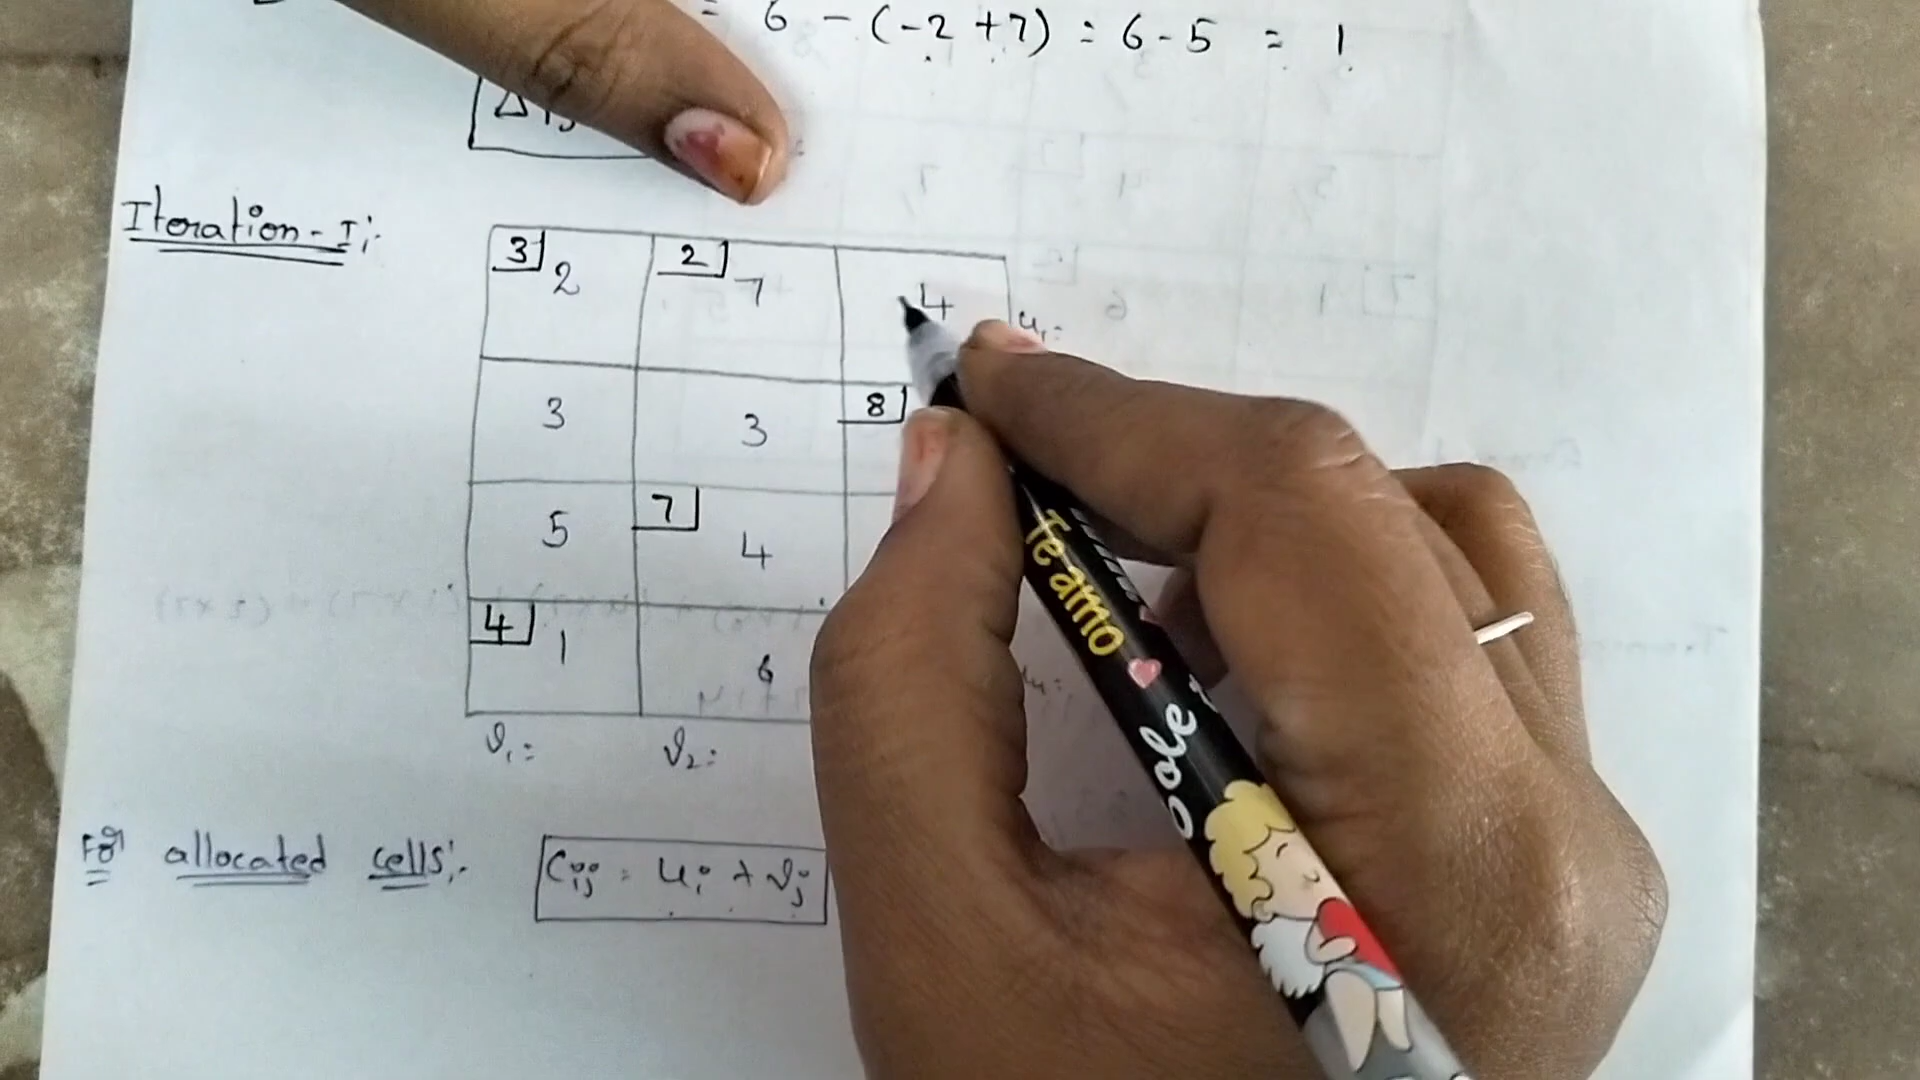 = 6 - (-2 + 7) = 6 - 5 = 1
Iteration - I :-
3 2 2 7 4 u₁ =
3 3 8
5 7 4
4 1 6 u₄ =
v₁ = v₂ =
For allocated cells :- Cij = ui + vj
Te amo